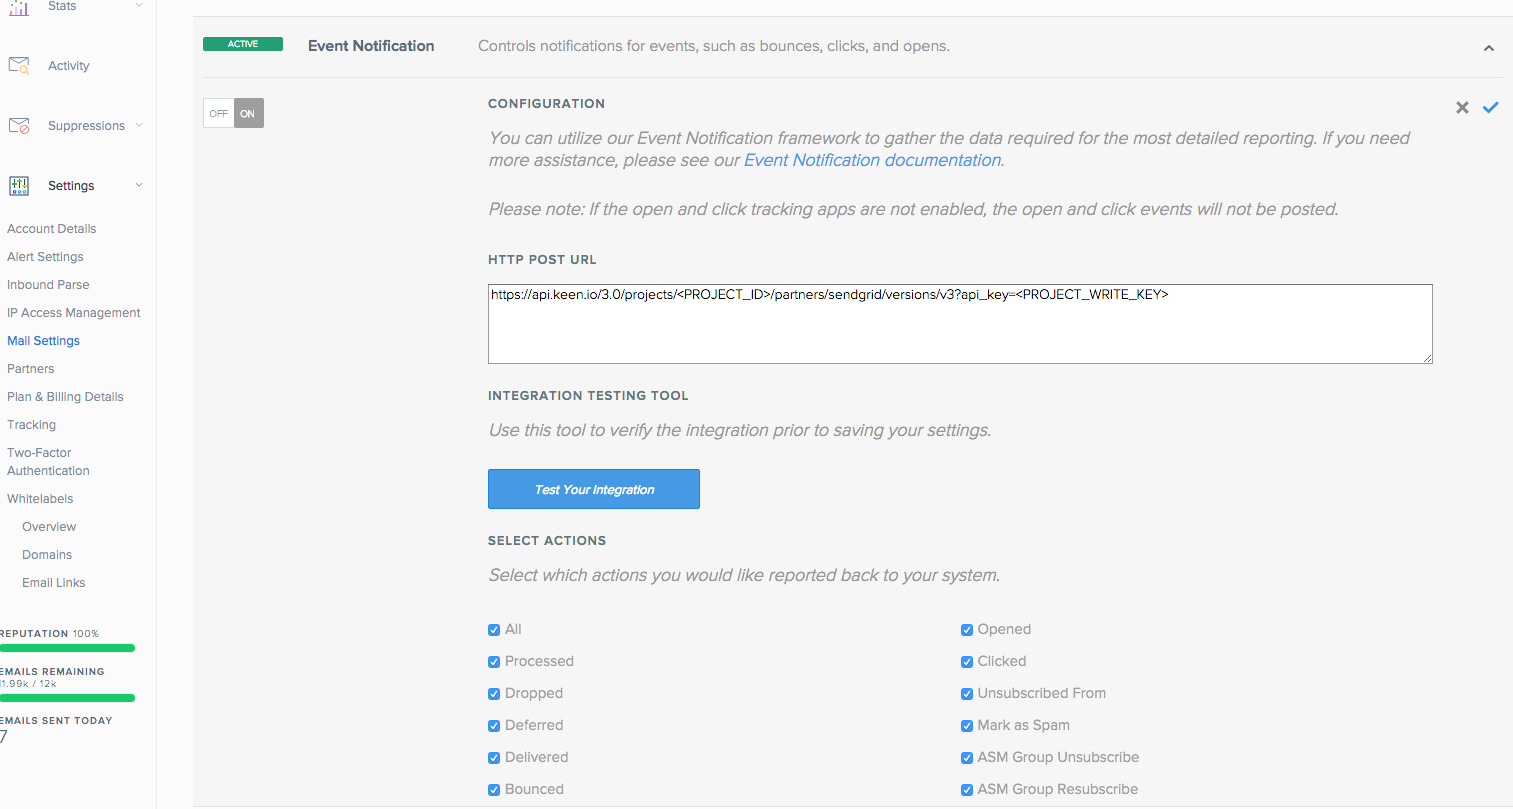 Stats
Activity
Suppressions
Settings
Account Details
Alert Settings
Inbound Parse
IP Access Management
Mail Settings
Partners
Plan & Billing Details
Tracking
Two-Factor
Authentication
Whitelabels
Overview
Domains
Email Links
REPUTATION 100%
EMAILS REMAINING
11.99k / 12k
EMAILS SENT TODAY
7
ACTIVE
Event Notification
Controls notifications for events, such as bounces, clicks, and opens.
OFF ON
CONFIGURATION
You can utilize our Event Notification framework to gather the data required for the most detailed reporting. If you need
more assistance, please see our Event Notification documentation.
Please note: If the open and click tracking apps are not enabled, the open and click events will not be posted.
HTTP POST URL
https://api.keen.io/3.0/projects/<PROJECT_ID>/partners/sendgrid/versions/v3?api_key=<PROJECT_WRITE_KEY>
INTEGRATION TESTING TOOL
Use this tool to verify the integration prior to saving your settings.
Test Your Integration
SELECT ACTIONS
Select which actions you would like reported back to your system.
All
Processed
Dropped
Deferred
Delivered
Bounced
Opened
Clicked
Unsubscribed From
Mark as Spam
ASM Group Unsubscribe
ASM Group Resubscribe